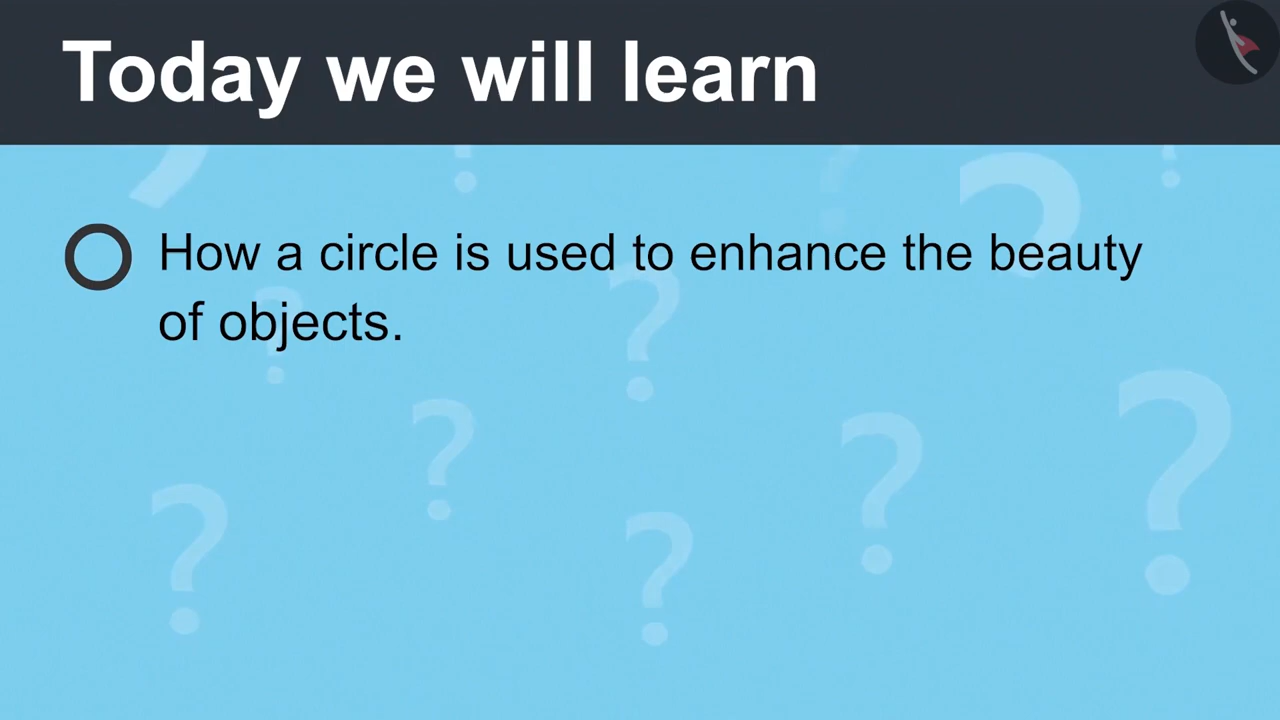 Today we will learn
How a circle is used to enhance the beauty
of objects.